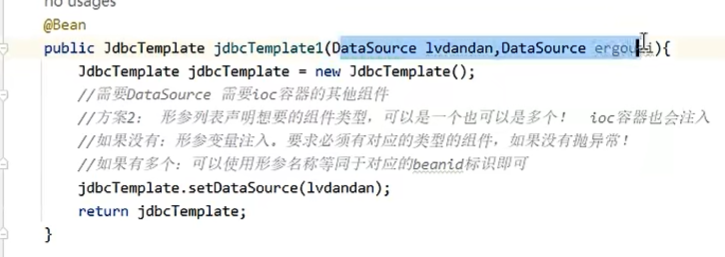 no usages
@Bean
public JdbcTemplate jdbcTemplate1(DataSource lvdandan,DataSource ergouzi){
JdbcTemplate jdbcTemplate = new JdbcTemplate();
//需要DataSource 需要ioc容器的其他组件
//方案2: 形参列表声明想要的组件类型，可以是一个也可以是多个！ ioc容器也会注入
//如果没有：形参变量注入，要求必须有对应的类型的组件，如果没有抛异常！
//如果有多个：可以使用形参名称等同于对应的beanid标识即可
jdbcTemplate.setDataSource(lvdandan);
return jdbcTemplate;
}